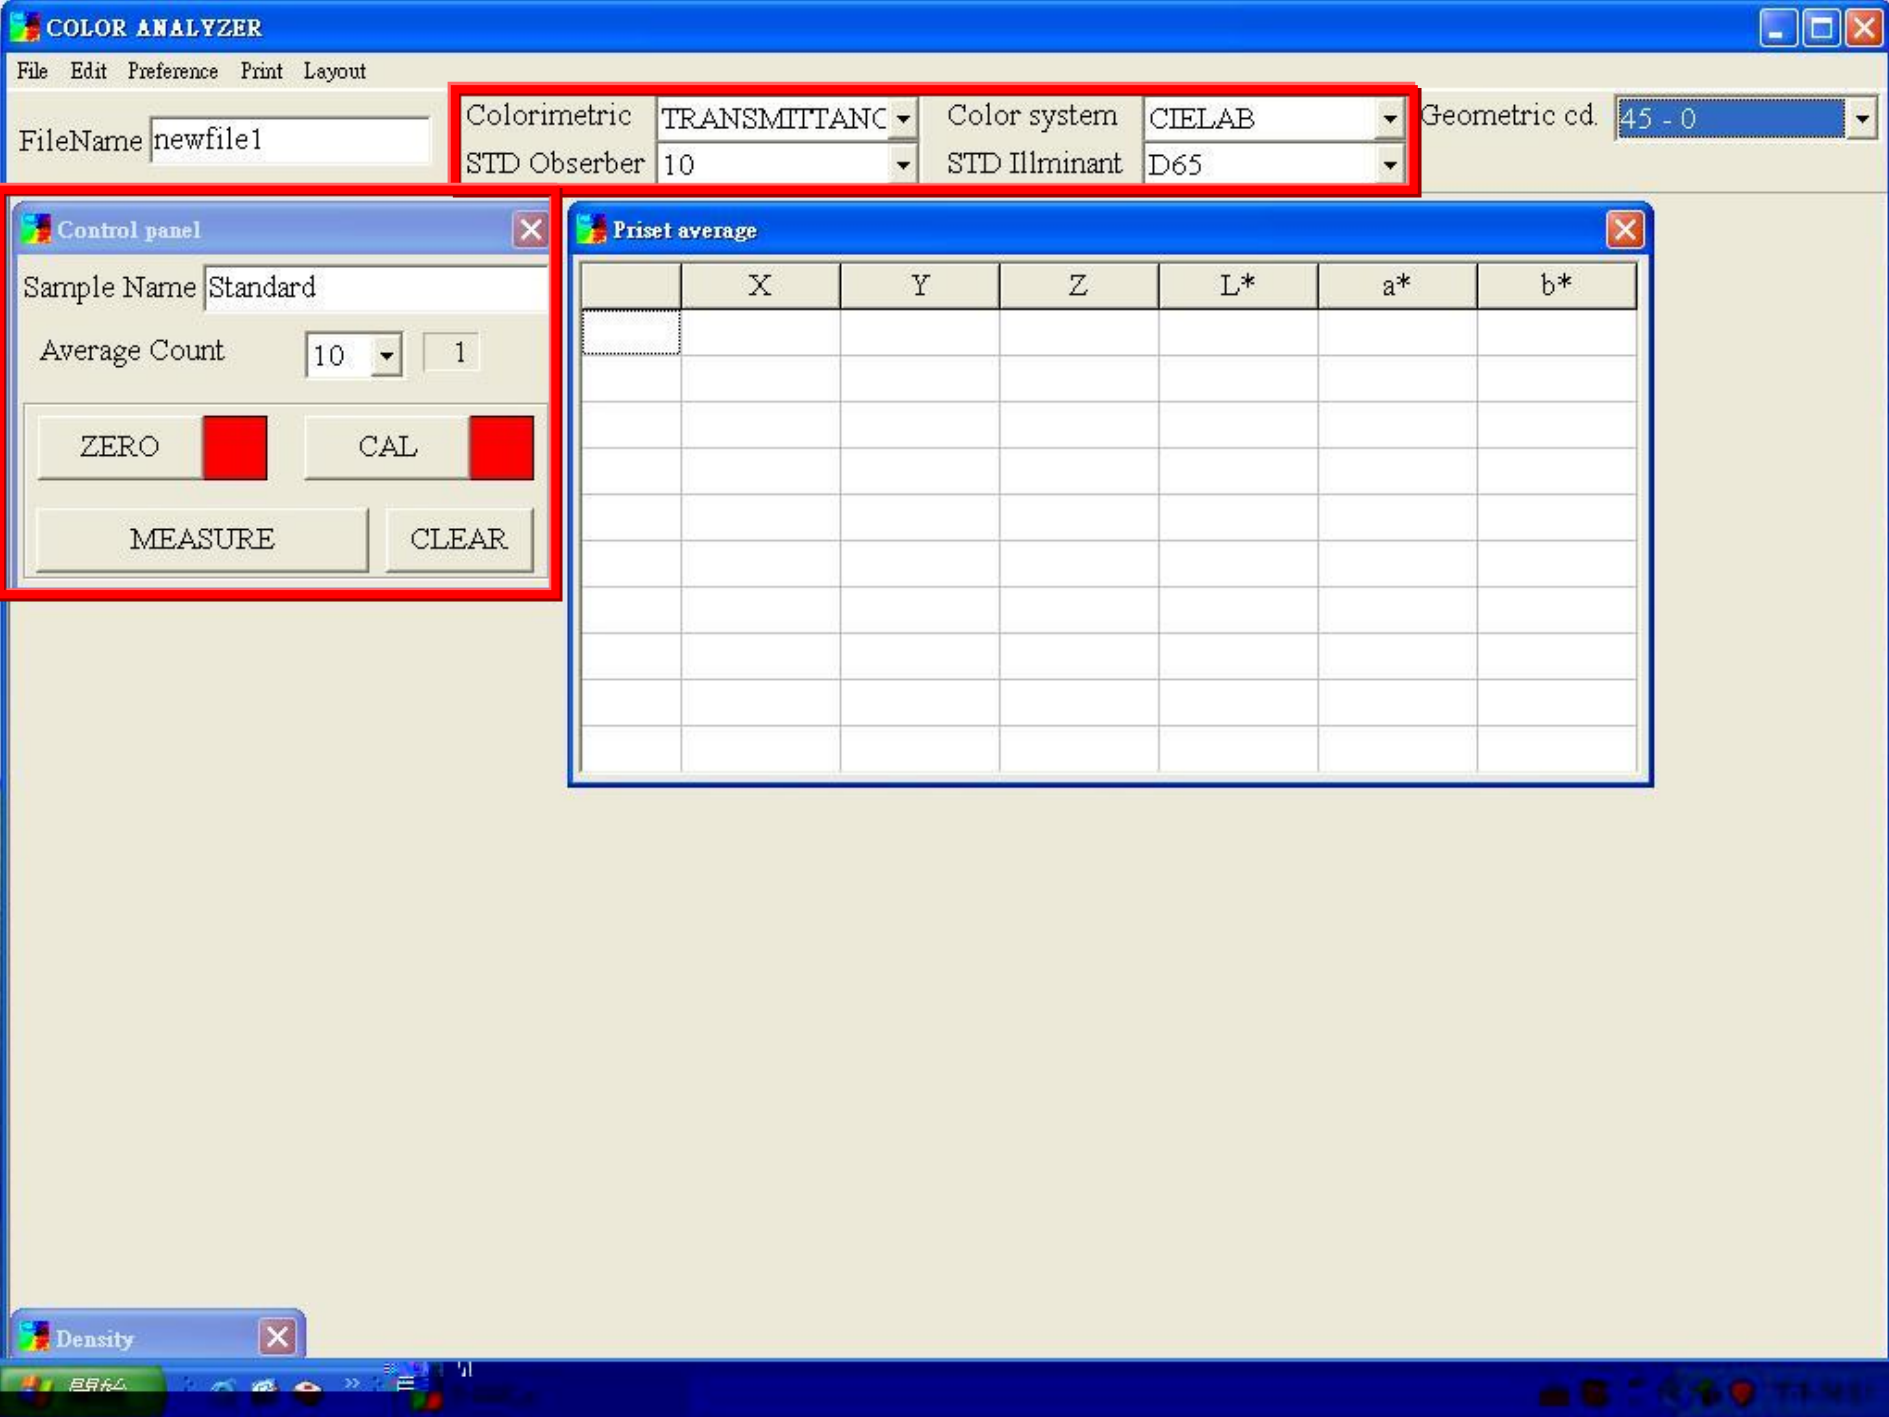 COLOR ANALYZER
File Edit Preference Print Layout
FileName newfile1
Colorimetric TRANSMITTANC Color system CIELAB Geometric cd. 45 - 0
STD Obserber 10 STD Illminant D65
Control panel
Sample Name Standard
Average Count 10 1
ZERO CAL
MEASURE CLEAR
Priset average
X Y Z L* a* b*
Density
開始